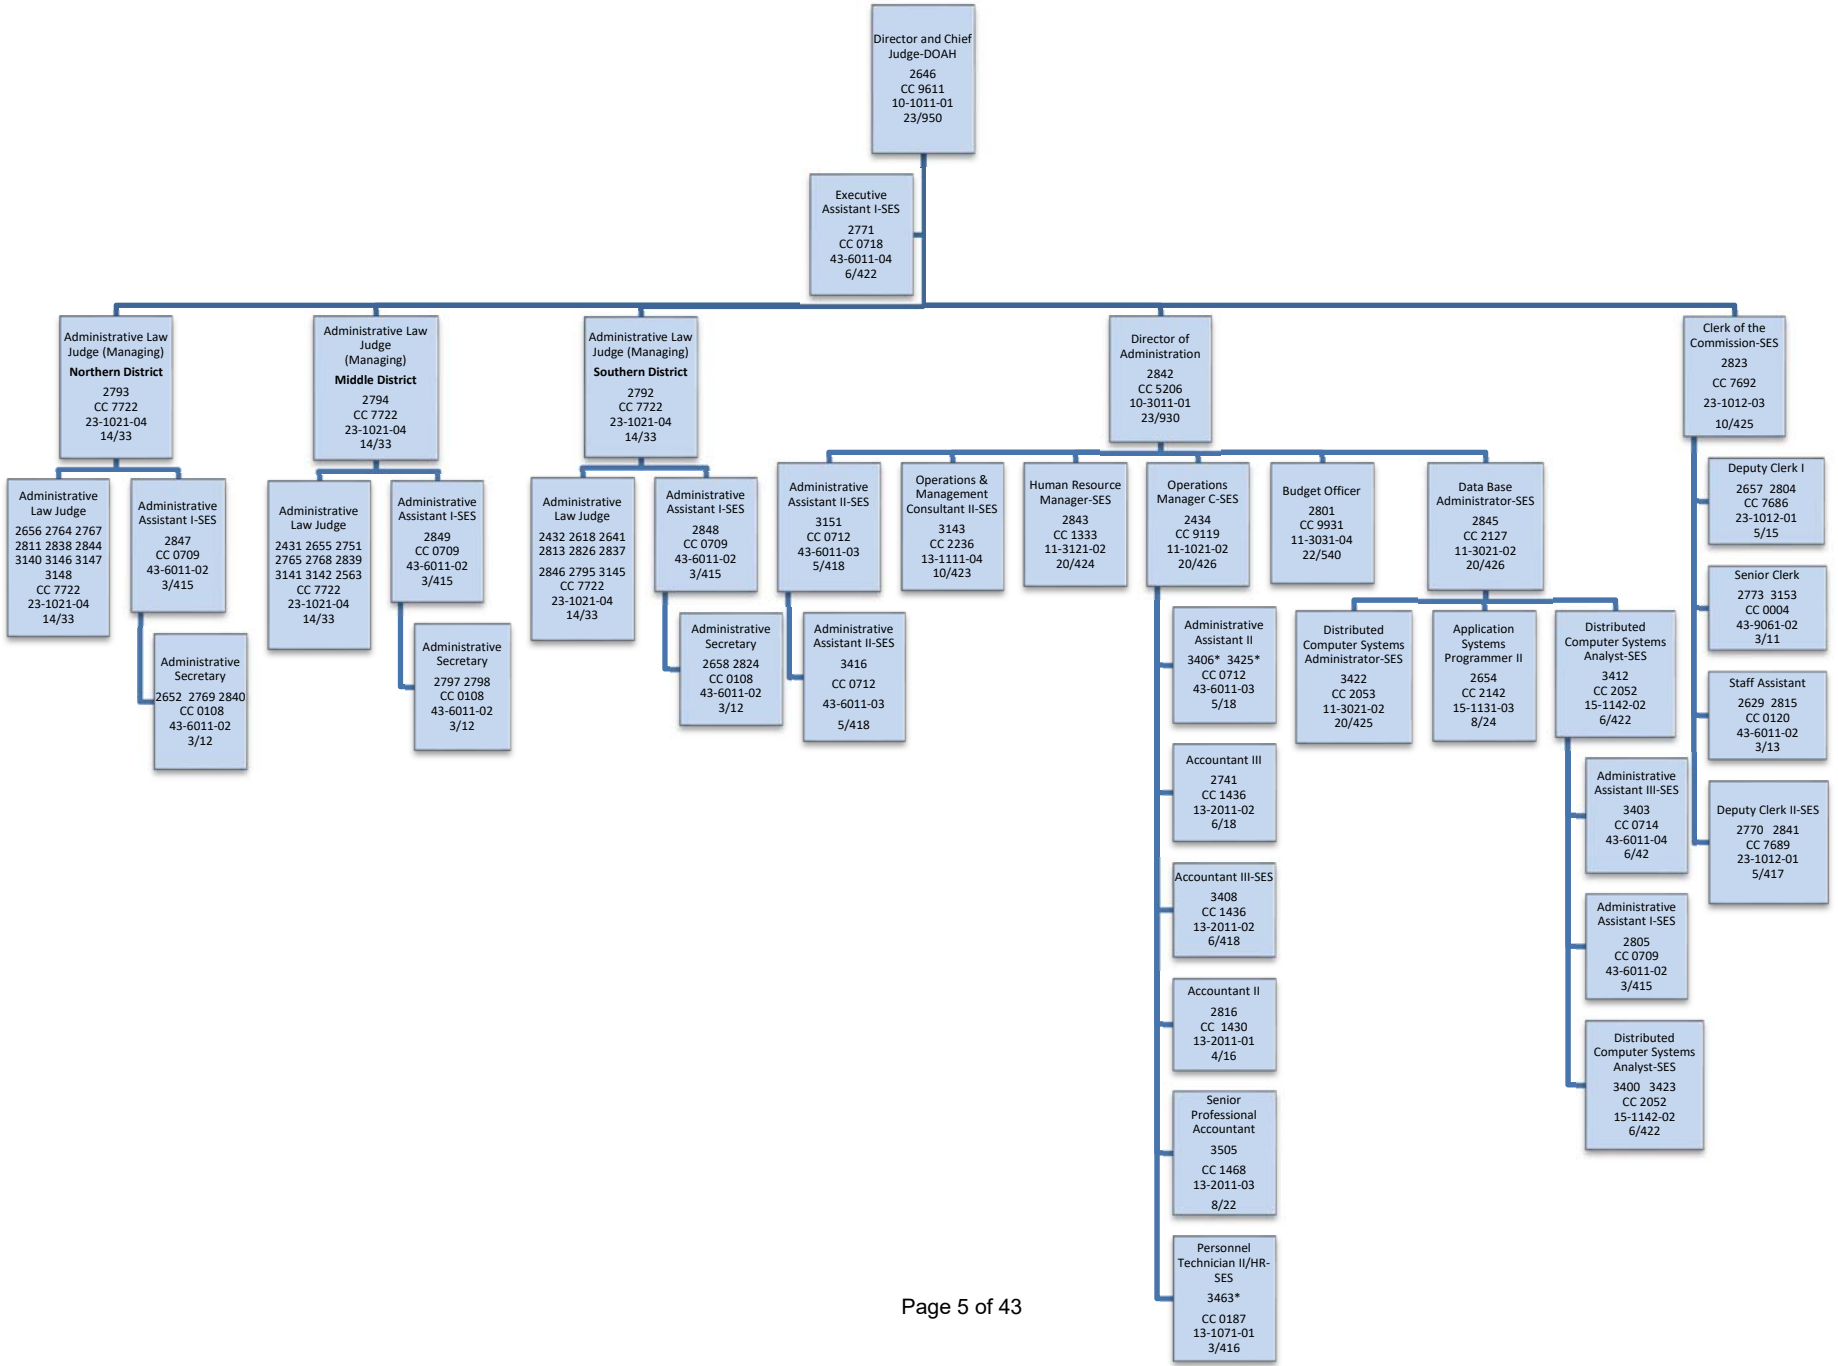 Director and Chief
Judge-DOAH
2646
CC 9611
10-1011-01
23/950
Executive
Assistant I-SES
2771
CC 0718
43-6011-04
6/422
Administrative Law
Judge (Managing)
Northern District
2793
CC 7722
23-1021-04
14/33
Administrative Law
Judge
(Managing)
Middle District
2794
CC 7722
23-1021-04
14/33
Administrative Law
Judge (Managing)
Southern District
2792
CC 7722
23-1021-04
14/33
Director of
Administration
2842
CC 5206
10-3011-01
23/930
Clerk of the
Commission-SES
2823
CC 7692
23-1012-03
10/425
Administrative
Law Judge
2656 2764 2767
2811 2838 2844
3140 3146 3147
3148
CC 7722
23-1021-04
14/33
Administrative
Assistant I-SES
2847
CC 0709
43-6011-02
3/415
Administrative
Secretary
2652 2769 2840
CC 0108
43-6011-02
3/12
Administrative
Law Judge
2431 2655 2751
2765 2768 2839
3141 3142 2563
CC 7722
23-1021-04
14/33
Administrative
Assistant I-SES
2849
CC 0709
43-6011-02
3/415
Administrative
Secretary
2797 2798
CC 0108
43-6011-02
3/12
Administrative
Law Judge
2432 2618 2641
2813 2826 2837
2846 2795 3145
CC 7722
23-1021-04
14/33
Administrative
Assistant I-SES
2848
CC 0709
43-6011-02
3/415
Administrative
Secretary
2658 2824
CC 0108
43-6011-02
3/12
Administrative
Assistant II-SES
3151
CC 0712
43-6011-03
5/418
Administrative
Assistant II-SES
3416
CC 0712
43-6011-03
5/418
Operations &
Management
Consultant II-SES
3143
CC 2236
13-1111-04
10/423
Human Resource
Manager-SES
2843
CC 1333
11-3121-02
20/424
Operations
Manager C-SES
2434
CC 9119
11-1021-02
20/426
Administrative
Assistant II
3406* 3425*
CC 0712
43-6011-03
5/18
Accountant III
2741
CC 1436
13-2011-02
6/18
Accountant III-SES
3408
CC 1436
13-2011-02
6/418
Accountant II
2816
CC 1430
13-2011-01
4/16
Senior
Professional
Accountant
3505
CC 1468
13-2011-03
8/22
Personnel
Technician II/HR-
SES
3463*
CC 0187
13-1071-01
3/416
Budget Officer
2801
CC 9931
11-3031-04
22/540
Data Base
Administrator-SES
2845
CC 2127
11-3021-02
20/426
Distributed
Computer Systems
Administrator-SES
3422
CC 2053
11-3021-02
20/425
Application
Systems
Programmer II
2654
CC 2142
15-1131-03
8/24
Distributed
Computer Systems
Analyst-SES
3412
CC 2052
15-1142-02
6/422
Administrative
Assistant III-SES
3403
CC 0714
43-6011-04
6/42
Administrative
Assistant I-SES
2805
CC 0709
43-6011-02
3/415
Distributed
Computer Systems
Analyst-SES
3400 3423
CC 2052
15-1142-02
6/422
Deputy Clerk I
2657 2804
CC 7686
23-1012-01
5/15
Senior Clerk
2773 3153
CC 0004
43-9061-02
3/11
Staff Assistant
2629 2815
CC 0120
43-6011-02
3/13
Deputy Clerk II-SES
2770 2841
CC 7689
23-1012-01
5/417
Page 5 of 43